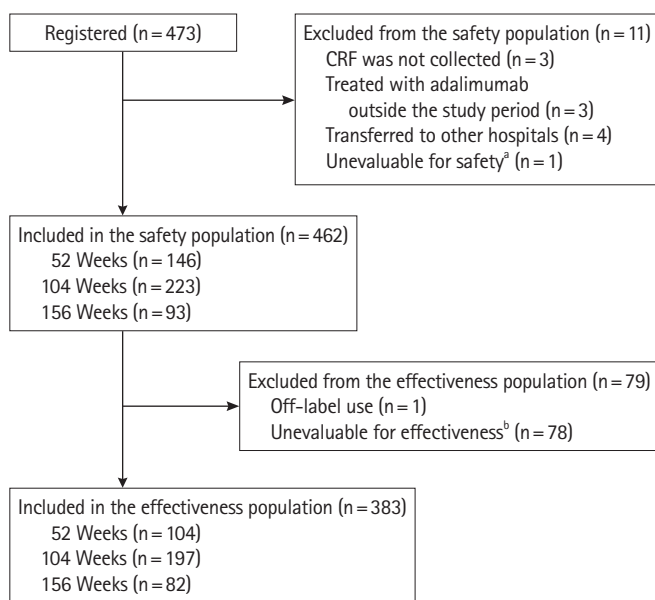 Registered (n=473)
Excluded from the safety population (n=11)
CRF was not collected (n=3)
Treated with adalimumab
outside the study period (n=3)
Transferred to other hospitals (n=4)
Unevaluable for safetyᵃ (n=1)
Included in the safety population (n=462)
52 Weeks (n=146)
104 Weeks (n=223)
156 Weeks (n=93)
Excluded from the effectiveness population (n=79)
Off-label use (n=1)
Unevaluable for effectivenessᵇ (n=78)
Included in the effectiveness population (n=383)
52 Weeks (n=104)
104 Weeks (n=197)
156 Weeks (n=82)